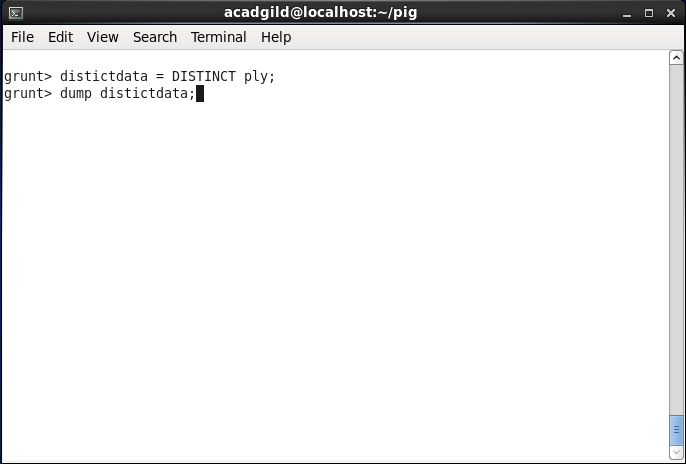 acadgild@localhost:~/pig
File Edit View Search Terminal Help
grunt> distictdata = DISTINCT ply;
grunt> dump distictdata;